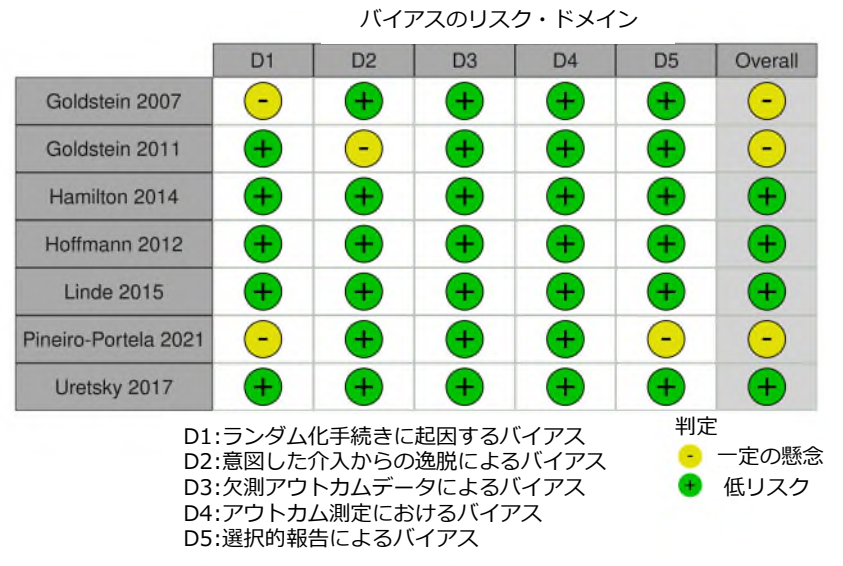 バイアスのリスク・ドメイン
D1 D2 D3 D4 D5 Overall
Goldstein 2007 - + + + + -
Goldstein 2011 + - + + + -
Hamilton 2014 + + + + + +
Hoffmann 2012 + + + + + +
Linde 2015 + + + + + +
Pineiro-Portela 2021 - + + + - -
Uretsky 2017 + + + + + +
D1:ランダム化手続きに起因するバイアス
D2:意図した介入からの逸脱によるバイアス
D3:欠測アウトカムデータによるバイアス
D4:アウトカム測定におけるバイアス
D5:選択的報告によるバイアス
判定
- 一定の懸念
+ 低リスク